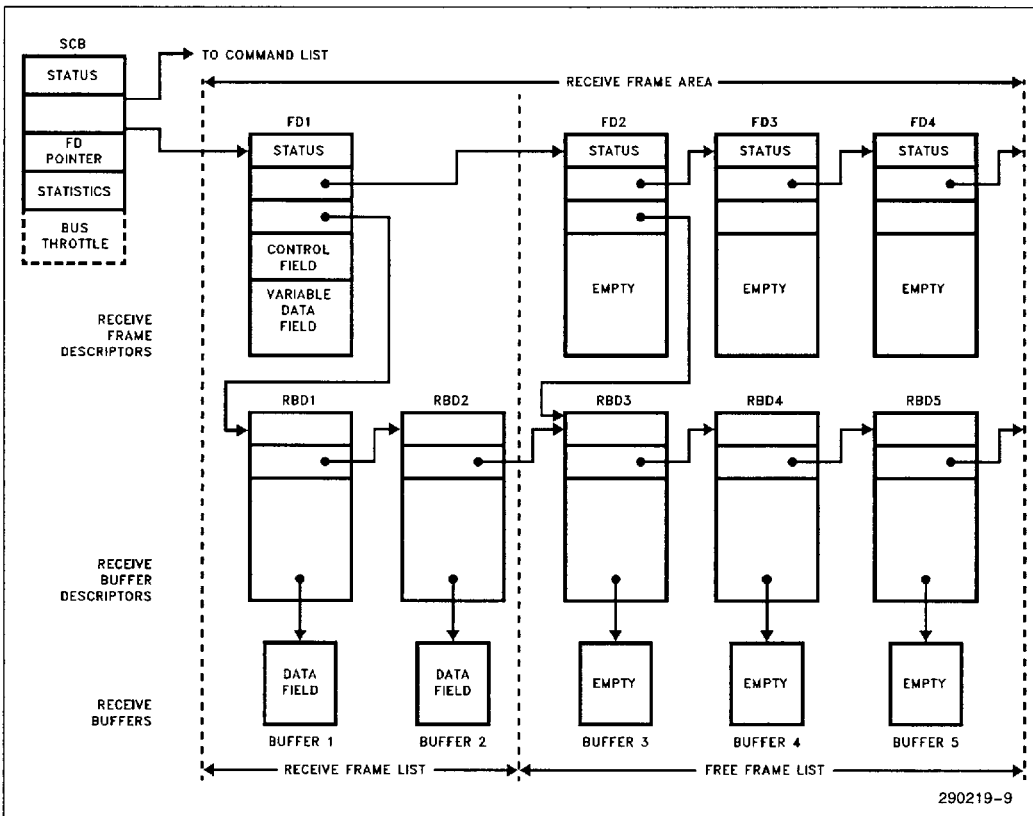 SCB
STATUS
FD
POINTER
STATISTICS
BUS
THROTTLE
TO COMMAND LIST
RECEIVE FRAME AREA
FD1
STATUS
CONTROL
FIELD
VARIABLE
DATA
FIELD
FD2
STATUS
EMPTY
FD3
STATUS
EMPTY
FD4
STATUS
EMPTY
RECEIVE
FRAME
DESCRIPTORS
RBD1
RBD2
RBD3
RBD4
RBD5
RECEIVE
BUFFER
DESCRIPTORS
DATA
FIELD
DATA
FIELD
EMPTY
EMPTY
EMPTY
RECEIVE
BUFFERS
BUFFER 1
BUFFER 2
BUFFER 3
BUFFER 4
BUFFER 5
RECEIVE FRAME LIST
FREE FRAME LIST
290219-9